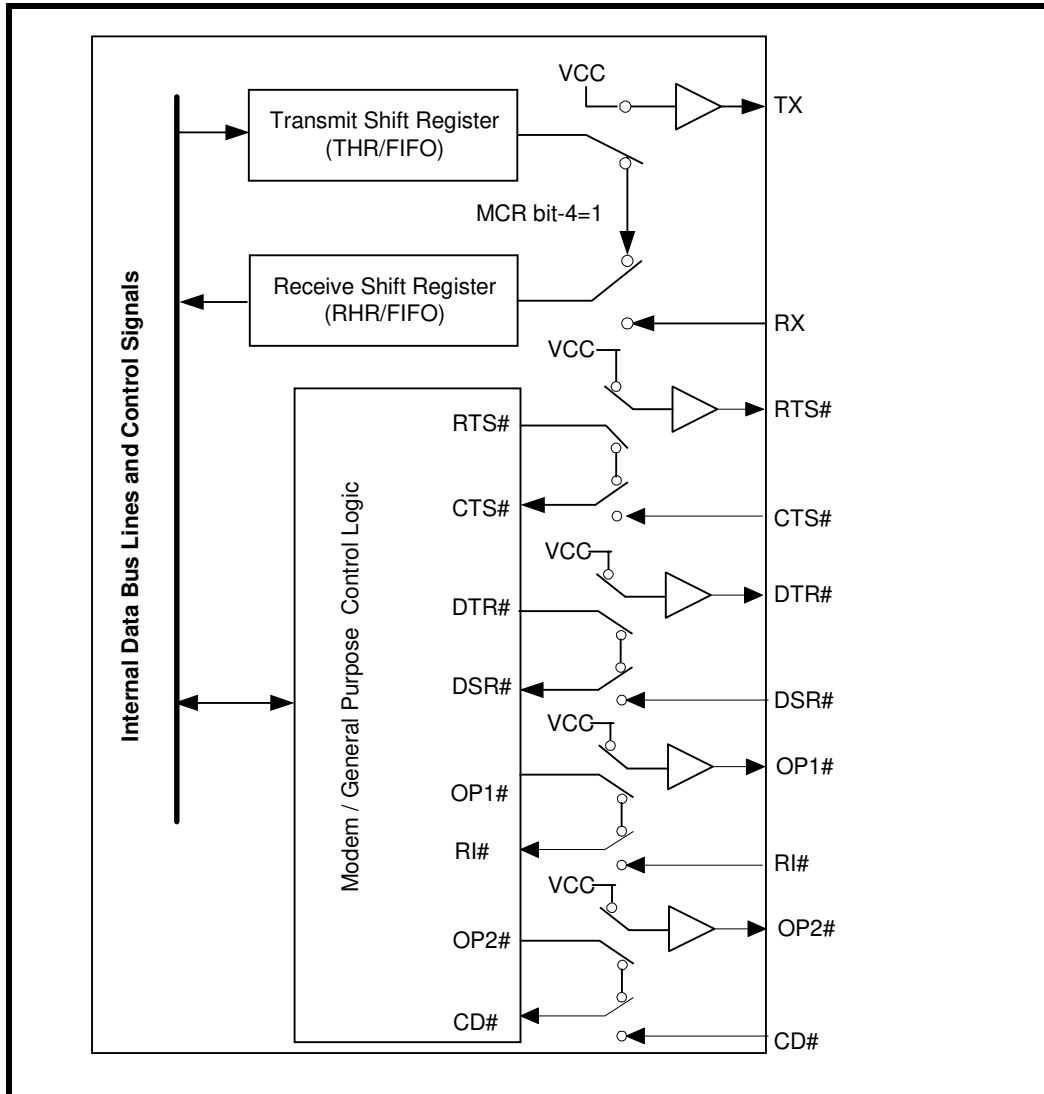 VCC
TX
Transmit Shift Register
(THR/FIFO)
MCR bit-4=1
Receive Shift Register
(RHR/FIFO)
RX
VCC
RTS#
RTS#
CTS#
CTS#
VCC
DTR#
DTR#
DSR#
DSR#
VCC
OP1#
OP1#
RI#
RI#
VCC
OP2#
OP2#
CD#
CD#
Internal Data Bus Lines and Control Signals
Modem / General Purpose Control Logic